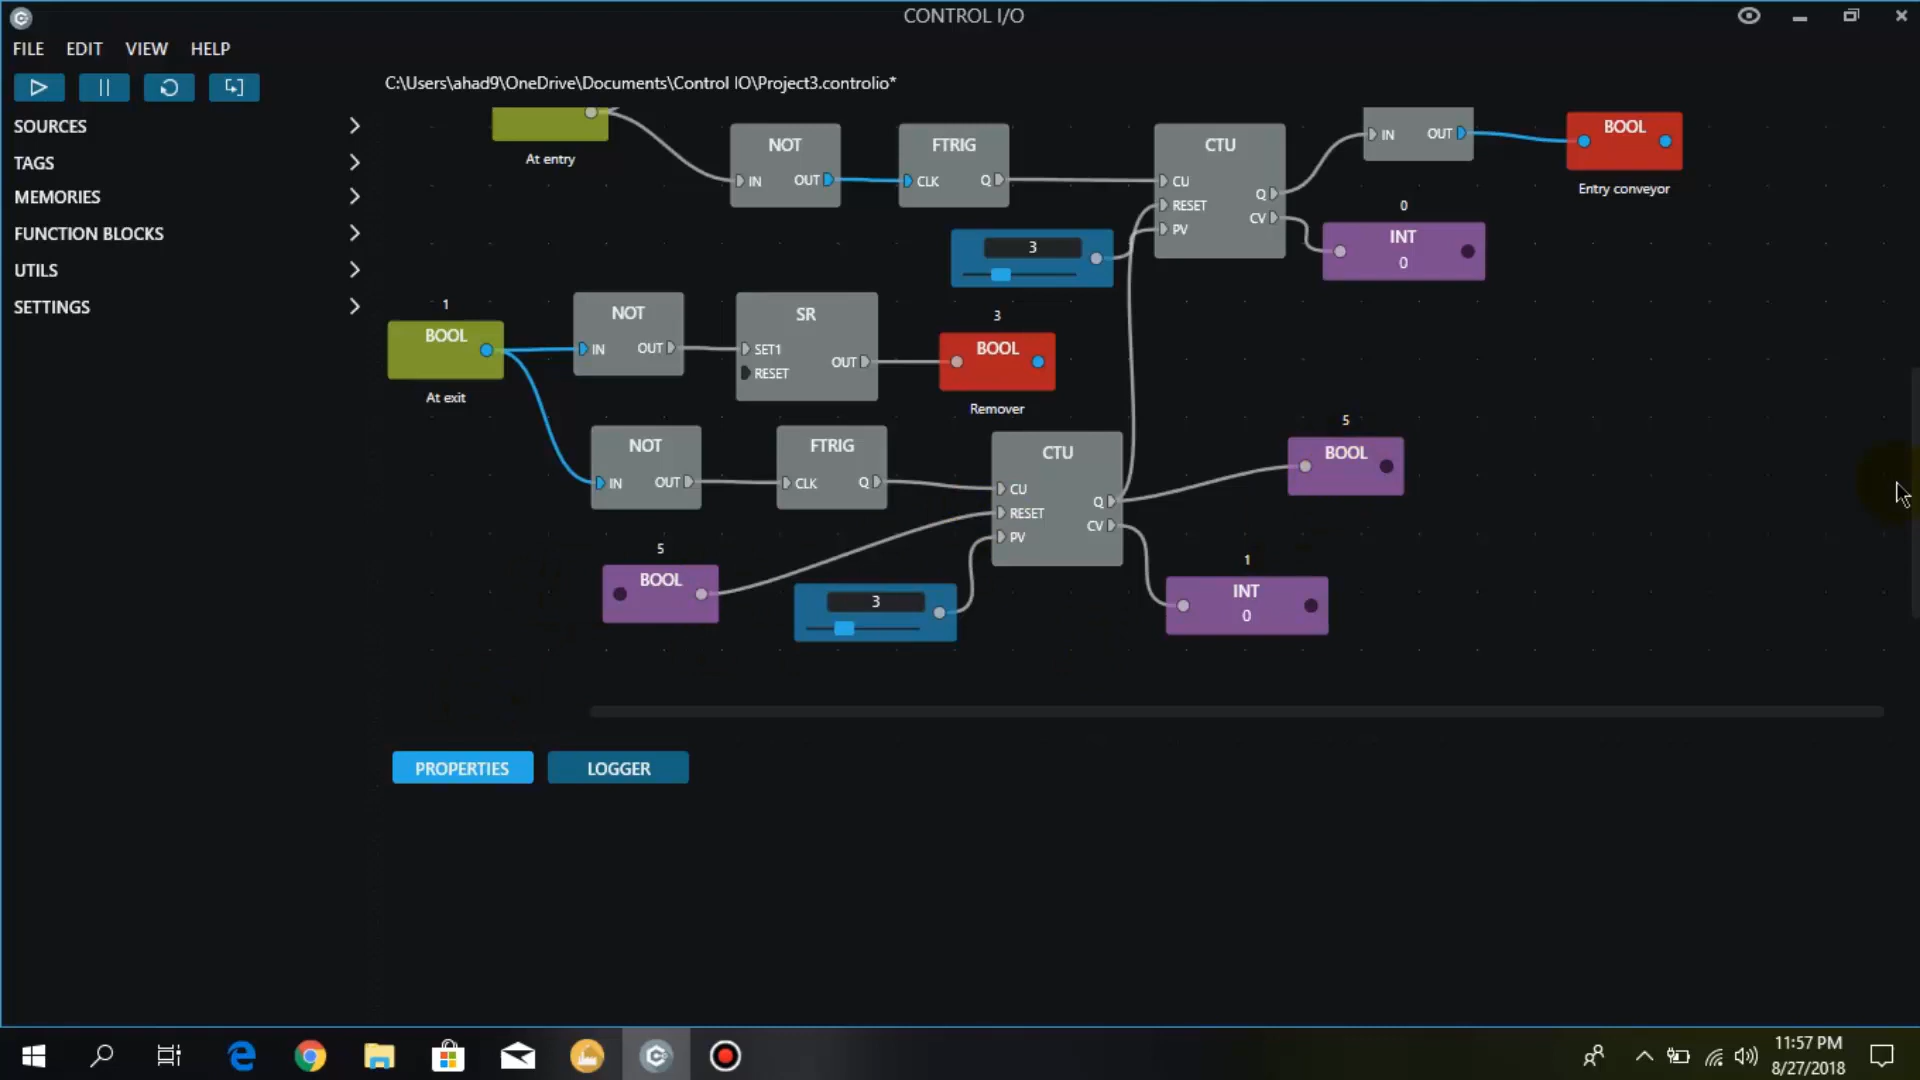 CONTROL I/O
FILE EDIT VIEW HELP
C:\Users\ahad9\OneDrive\Documents\Control IO\Project3.controlio*
SOURCES
TAGS
MEMORIES
FUNCTION BLOCKS
UTILS
SETTINGS
At entry
NOT
IN OUT
FTRIG
CLK Q
CTU
CU
RESET
PV
Q
CV
IN OUT
BOOL
Entry conveyor
0
INT
0
3
1
BOOL
At exit
NOT
IN OUT
SR
SET1
RESET
OUT
3
BOOL
Remover
NOT
IN OUT
FTRIG
CLK Q
CTU
CU
RESET
PV
Q
CV
5
BOOL
5
BOOL
3
1
INT
0
PROPERTIES
LOGGER
11:57 PM
8/27/2018